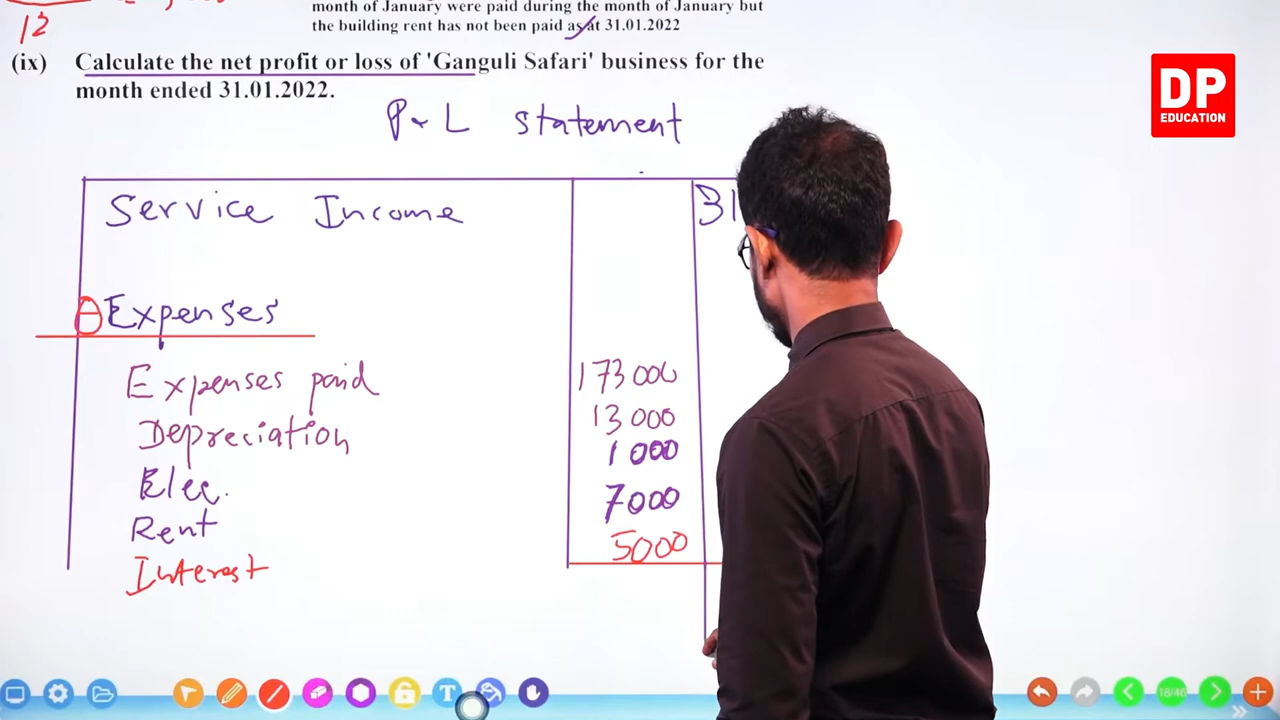 12
month of January were paid during the month of January but
the building rent has not been paid as at 31.01.2022
(ix) Calculate the net profit or loss of 'Ganguli Safari' business for the
month ended 31.01.2022.
DP
EDUCATION
P & L statement
Service Income 31
Expenses
Expenses paid 173 000
Depreciation 13 000
Elec. 1 000
Rent 7000
Interest 5000
T
18/46